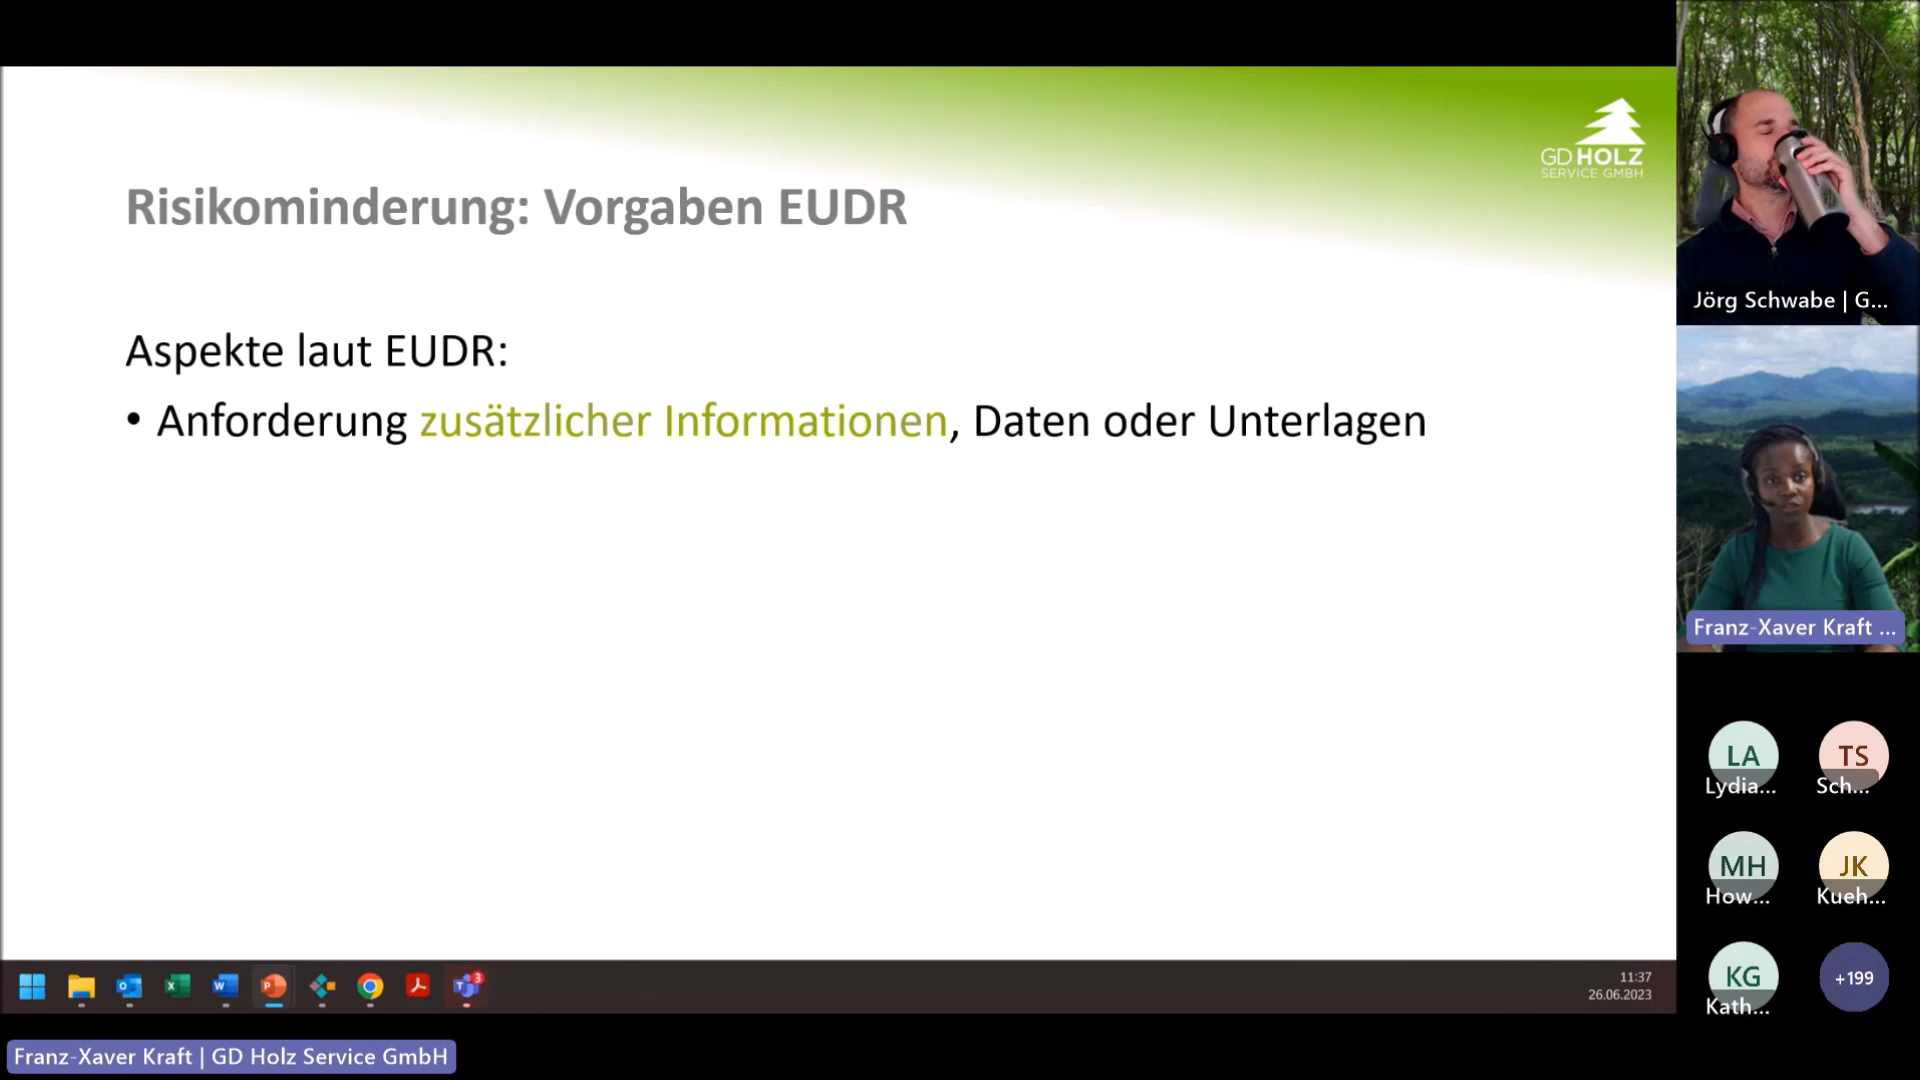 GD HOLZ
SERVICE GMBH
Risikominderung: Vorgaben EUDR
Aspekte laut EUDR:
• Anforderung zusätzlicher Informationen, Daten oder Unterlagen
Jörg Schwabe | G...
Franz-Xaver Kraft ...
LA
TS
Lydia...
Sch...
MH
JK
How...
Kueh...
KG
+199
Kath...
3
11:37
26.06.2023
Franz-Xaver Kraft | GD Holz Service GmbH